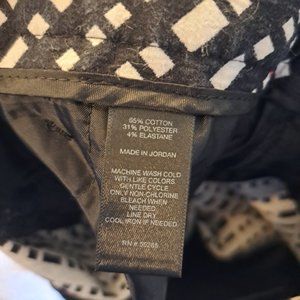 65% COTTON
31% POLYESTER
4% ELASTANE
MADE IN JORDAN
MACHINE WASH COLD
WITH LIKE COLORS
GENTLE CYCLE
ONLY NON-CHLORINE
BLEACH WHEN
NEEDED
LINE DRY
COOL IRON IF NEEDED
RN #